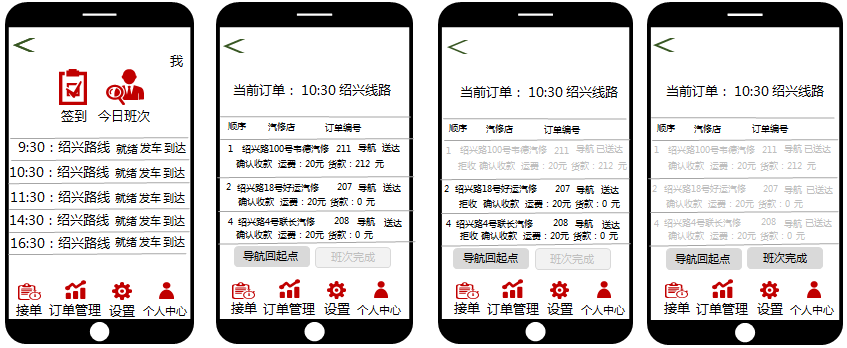 我
签到 今日班次
9:30：绍兴路线 就绪 发车 到达
10:30：绍兴路线 就绪 发车 到达
11:30：绍兴路线 就绪 发车 到达
14:30：绍兴路线 就绪 发车 到达
16:30：绍兴路线 就绪 发车 到达
接单 订单管理 设置 个人中心
当前订单： 10:30 绍兴线路
顺序 汽修店 订单编号
1 绍兴路100号韦德汽修 211 导航 送达
确认收款 运费：20元 货款：212 元
2 绍兴路18号好运汽修 207 导航 送达
确认收款 运费：20元 货款：0 元
4 绍兴路4号联长汽修 208 导航 送达
确认收款 运费：20元 货款：0 元
导航回起点 班次完成
接单 订单管理 设置 个人中心
当前订单： 10:30 绍兴线路
顺序 汽修店 订单编号
1 绍兴路100号韦德汽修 211 导航 已送达
拒收 确认收款 运费：20元 货款：212 元
2 绍兴路18号好运汽修 207 导航 送达
拒收 确认收款 运费：20元 货款：0 元
4 绍兴路4号联长汽修 208 导航 送达
拒收 确认收款 运费：20元 货款：0 元
导航回起点 班次完成
接单 订单管理 设置 个人中心
当前订单： 10:30 绍兴线路
顺序 汽修店 订单编号
1 绍兴路100号韦德汽修 211 导航 已送达
确认收款 运费：20元 货款：212 元
2 绍兴路18号好运汽修 207 导航 已送达
确认收款 运费：20元 货款：0 元
4 绍兴路4号联长汽修 208 导航 已送达
确认收款 运费：20元 货款：0 元
导航回起点 班次完成
接单 订单管理 设置 个人中心